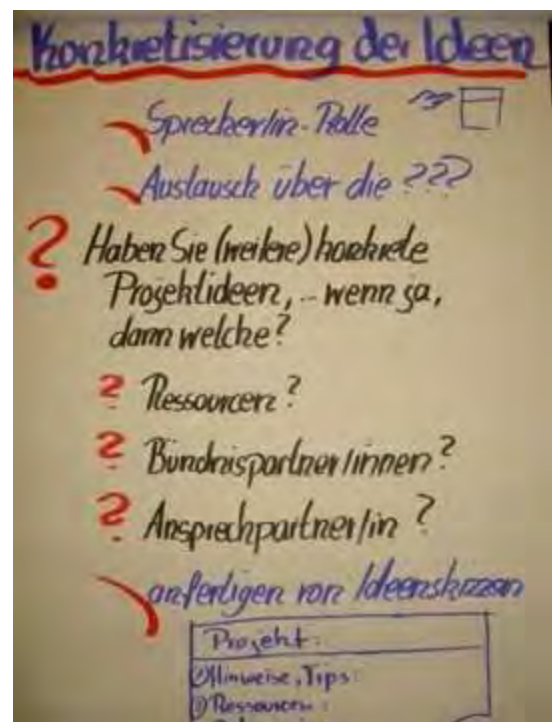 Konkretisierung der Ideen
Sprecher/in-Rolle
Austausch über die ???
? Haben Sie (weitere) konkrete
Projektideen, .. wenn ja,
dann welche?
? Ressourcen?
? Bündnispartner/innen?
? Ansprechpartner/in?
anfertigen von Ideenskizzen
Projekt:
Hinweise, Tips:
Ressourcen: